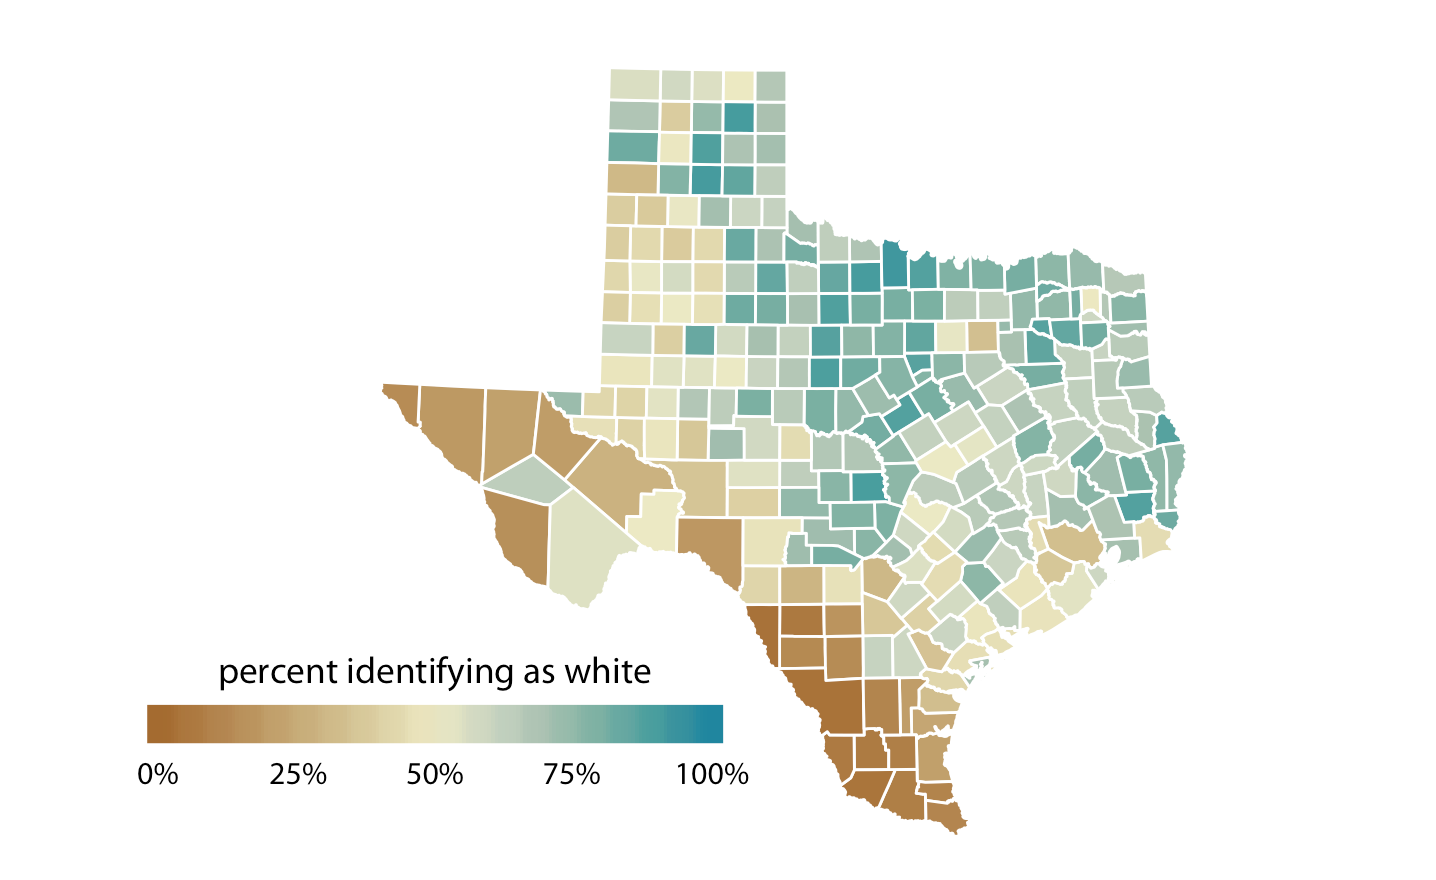 percent identifying as white
0% 25% 50% 75% 100%